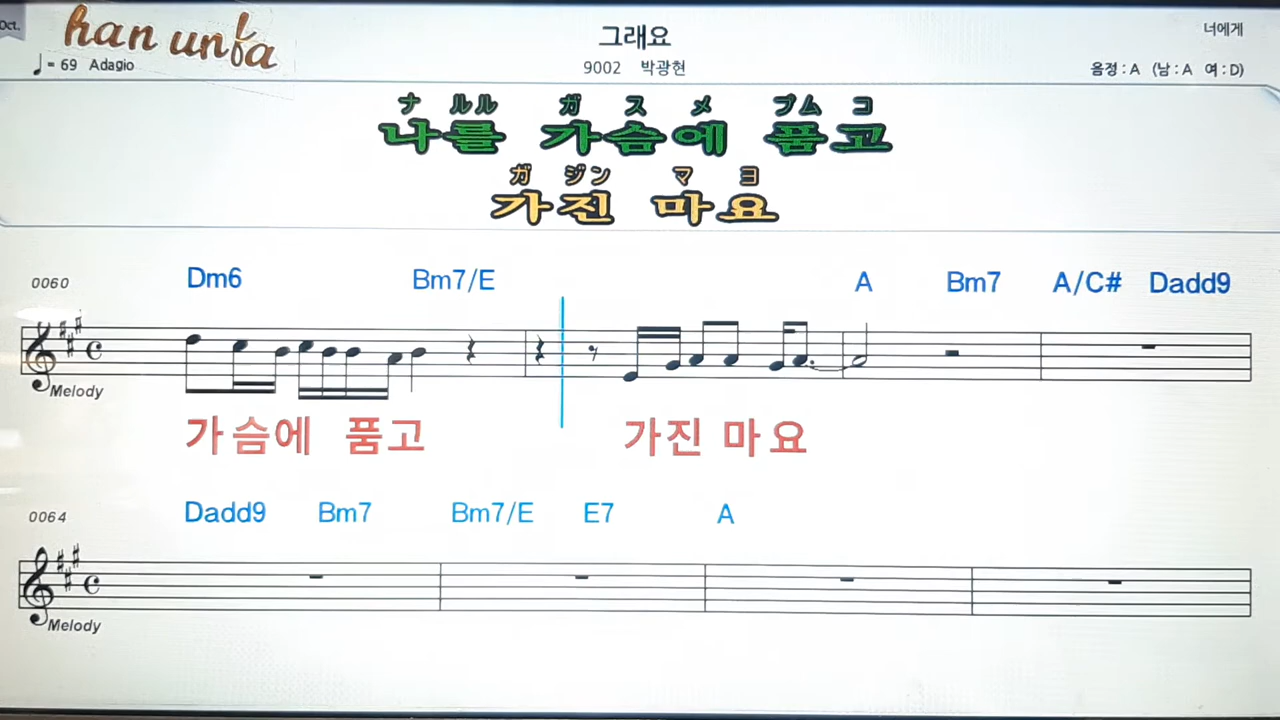 Oct.
han unfa
그래요
너에게
♩= 69 Adagio
9002 박광현
음정 : A (남 : A 여 : D)
ナ ルル ガ ス メ プム コ
나를 가슴에 품고
ガ ジン マ ヨ
가진 마요
0060
Dm6 Bm7/E A Bm7 A/C# Dadd9
Melody
가슴에 품고 가진 마요
0064
Dadd9 Bm7 Bm7/E E7 A
Melody